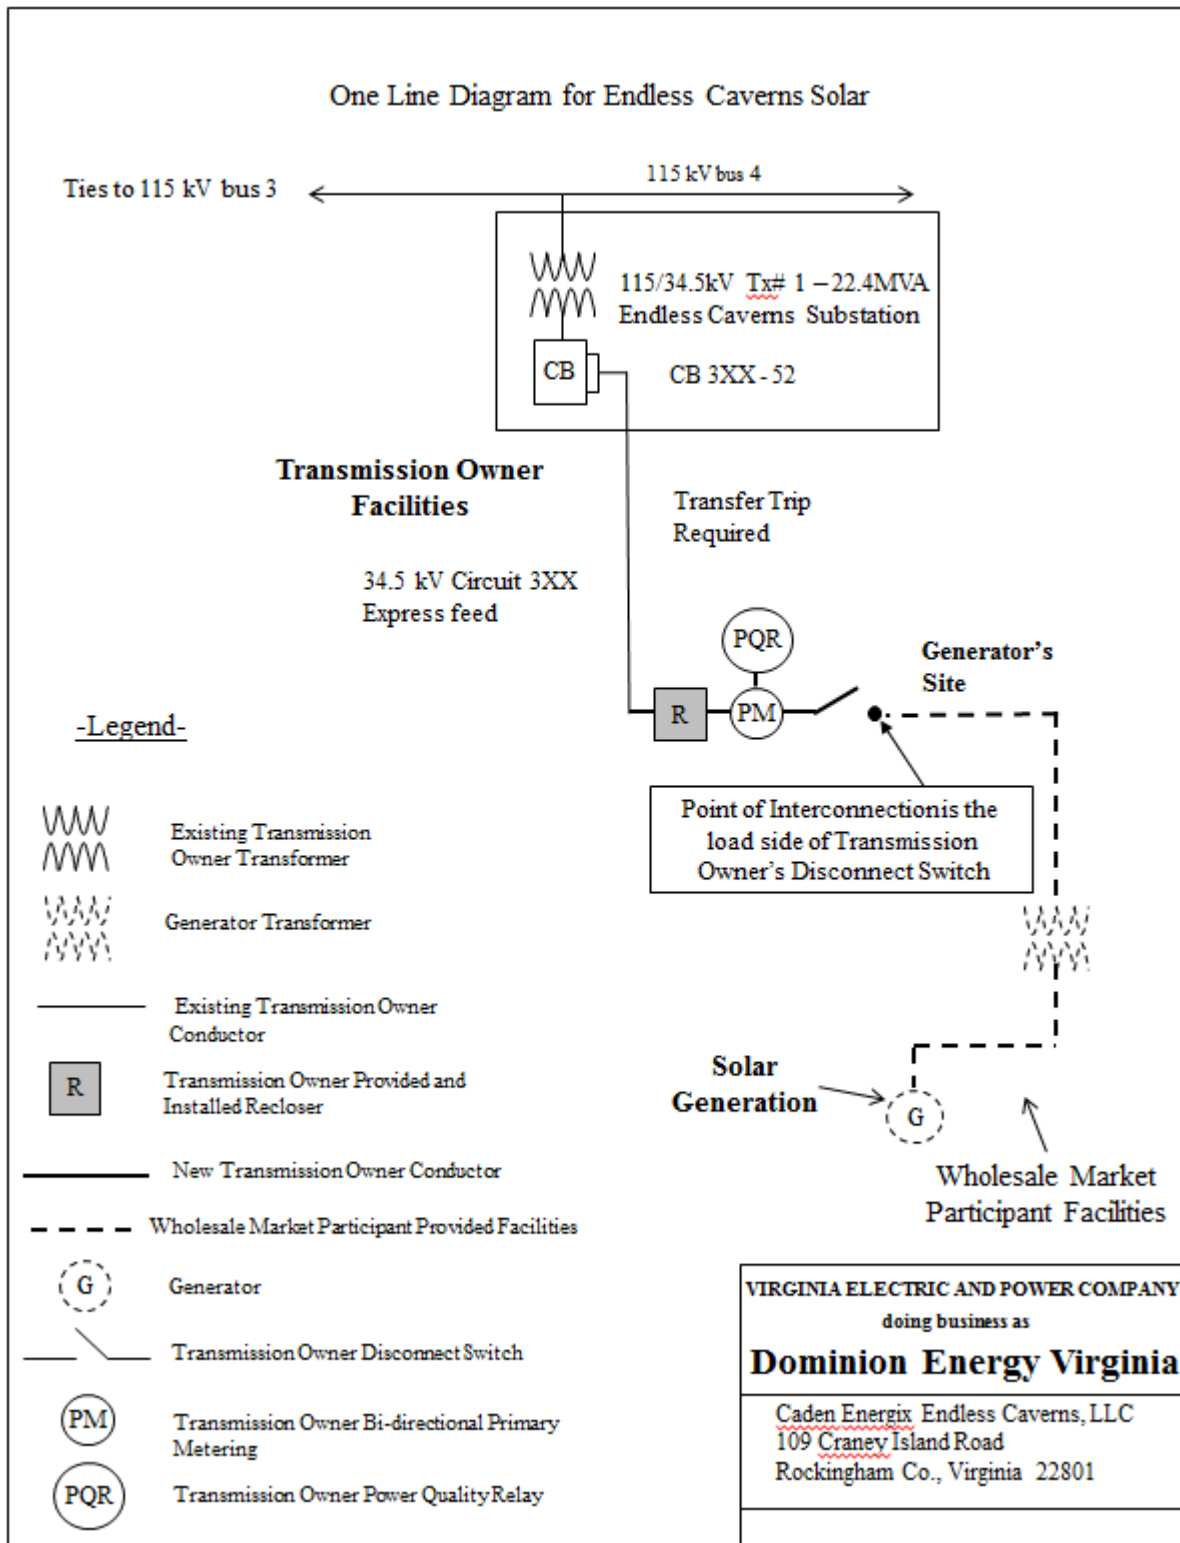 One Line Diagram for Endless Caverns Solar
Ties to 115 kV bus 3
115 kV bus 4
115/34.5kV Tx# 1 – 22.4MVA
Endless Caverns Substation
CB
CB 3XX - 52
Transmission Owner
Facilities
Transfer Trip
Required
34.5 kV Circuit 3XX
Express feed
PQR
Generator's
Site
R
PM
Point of Interconnectionis the
load side of Transmission
Owner's Disconnect Switch
Solar
Generation
G
Wholesale Market
Participant Facilities
-Legend-
Existing Transmission
Owner Transformer
Generator Transformer
Existing Transmission Owner
Conductor
R
Transmission Owner Provided and
Installed Recloser
New Transmission Owner Conductor
Wholesale Market Participant Provided Facilities
G
Generator
Transmission Owner Disconnect Switch
PM
Transmission Owner Bi-directional Primary
Metering
PQR
Transmission Owner Power Quality Relay
VIRGINIA ELECTRIC AND POWER COMPANY
doing business as
Dominion Energy Virginia
Caden Energix Endless Caverns, LLC
109 Craney Island Road
Rockingham Co., Virginia 22801